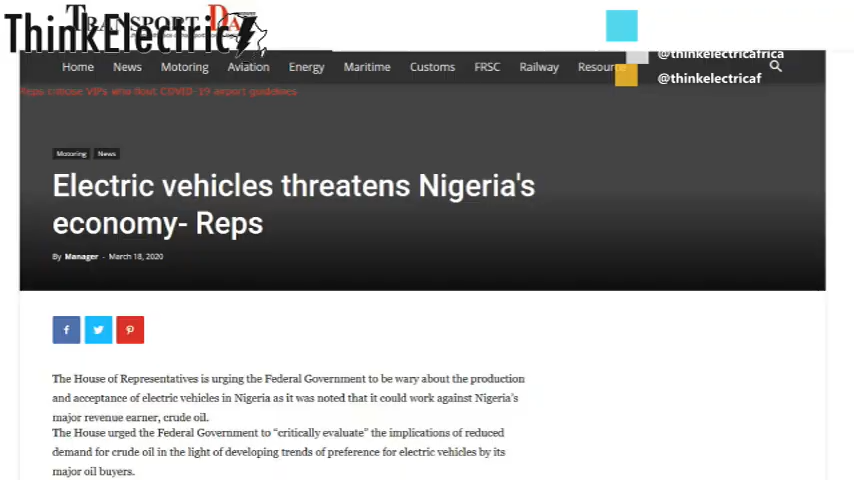 TRANSPORT DA
ThinkElectric
@thinkelectricafrica
Home News Motoring Aviation Energy Maritime Customs FRSC Railway Resource
@thinkelectricaf
Reps criticise VIPs who flout COVID-19 airport guidelines
Motoring News
Electric vehicles threatens Nigeria's
economy- Reps
By Manager - March 18, 2020
The House of Representatives is urging the Federal Government to be wary about the production
and acceptance of electric vehicles in Nigeria as it was noted that it could work against Nigeria's
major revenue earner, crude oil.
The House urged the Federal Government to “critically evaluate” the implications of reduced
demand for crude oil in the light of developing trends of preference for electric vehicles by its
major oil buyers.